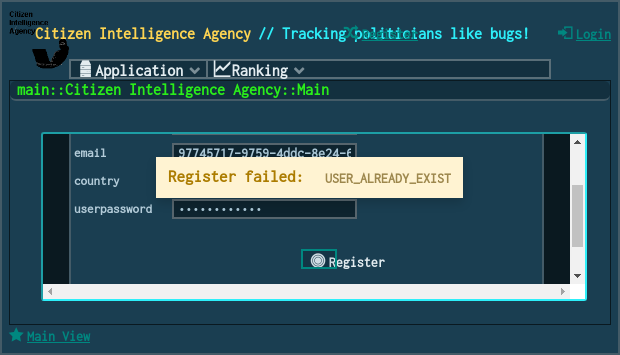 Citizen
Intelligence
Agency
Citizen Intelligence Agency // Tracking politicians like bugs!
Register
Login
Application
Ranking
main::Citizen Intelligence Agency::Main
email
97745717-9759-4ddc-8e24-6
country
Register failed: USER_ALREADY_EXIST
userpassword
••••••••••••
Register
Main View